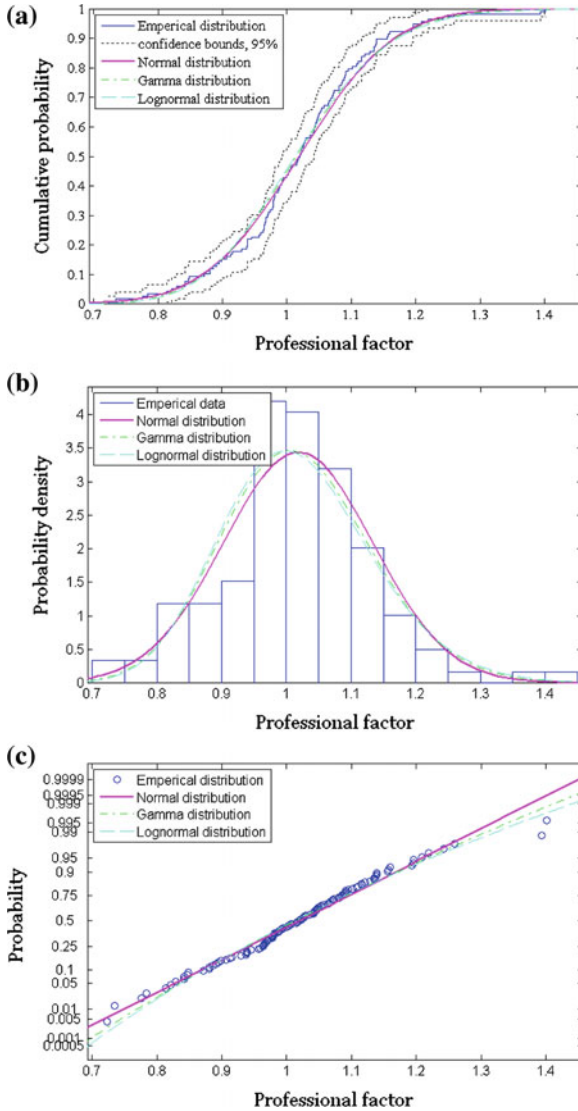 (a)
Emperical distribution
confidence bounds, 95%
Normal distribution
Gamma distribution
Lognormal distribution
Cumulative probability
1
0.9
0.8
0.7
0.6
0.5
0.4
0.3
0.2
0.1
0
0.7 0.8 0.9 1 1.1 1.2 1.3 1.4
Professional factor
(b)
Emperical data
Normal distribution
Gamma distribution
Lognormal distribution
Probability density
4
3.5
3
2.5
2
1.5
1
0.5
0
0.7 0.8 0.9 1 1.1 1.2 1.3 1.4
Professional factor
(c)
Emperical distribution
Normal distribution
Gamma distribution
Lognormal distribution
Probability
0.9999
0.9995
0.999
0.995
0.99
0.95
0.9
0.75
0.5
0.25
0.1
0.05
0.01
0.005
0.001
0.0005
0.7 0.8 0.9 1 1.1 1.2 1.3 1.4
Professional factor